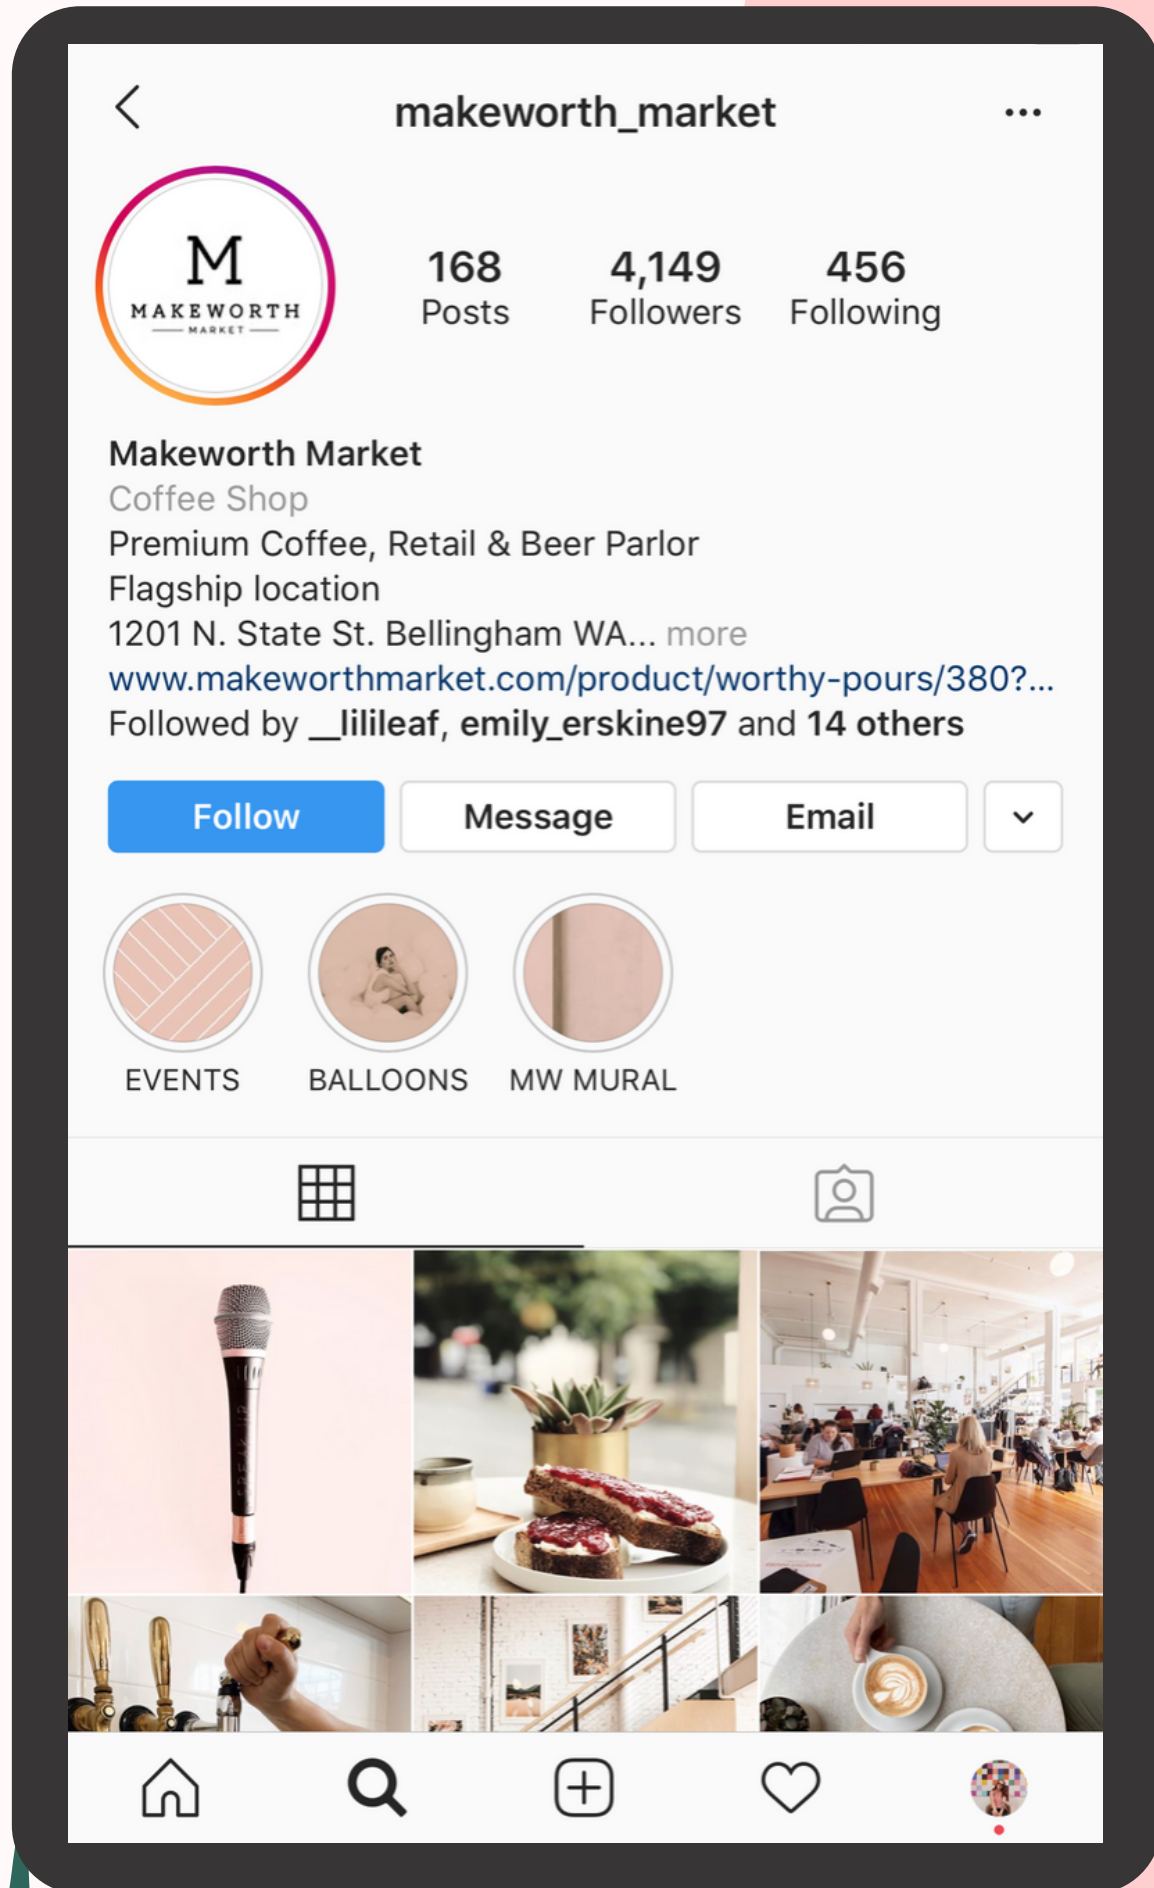 makeworth_market
M
MAKEWORTH
MARKET
168 4,149 456
Posts Followers Following
Makeworth Market
Coffee Shop
Premium Coffee, Retail & Beer Parlor
Flagship location
1201 N. State St. Bellingham WA... more
www.makeworthmarket.com/product/worthy-pours/380?...
Followed by __lilileaf, emily_erskine97 and 14 others
Follow Message Email
EVENTS BALLOONS MW MURAL